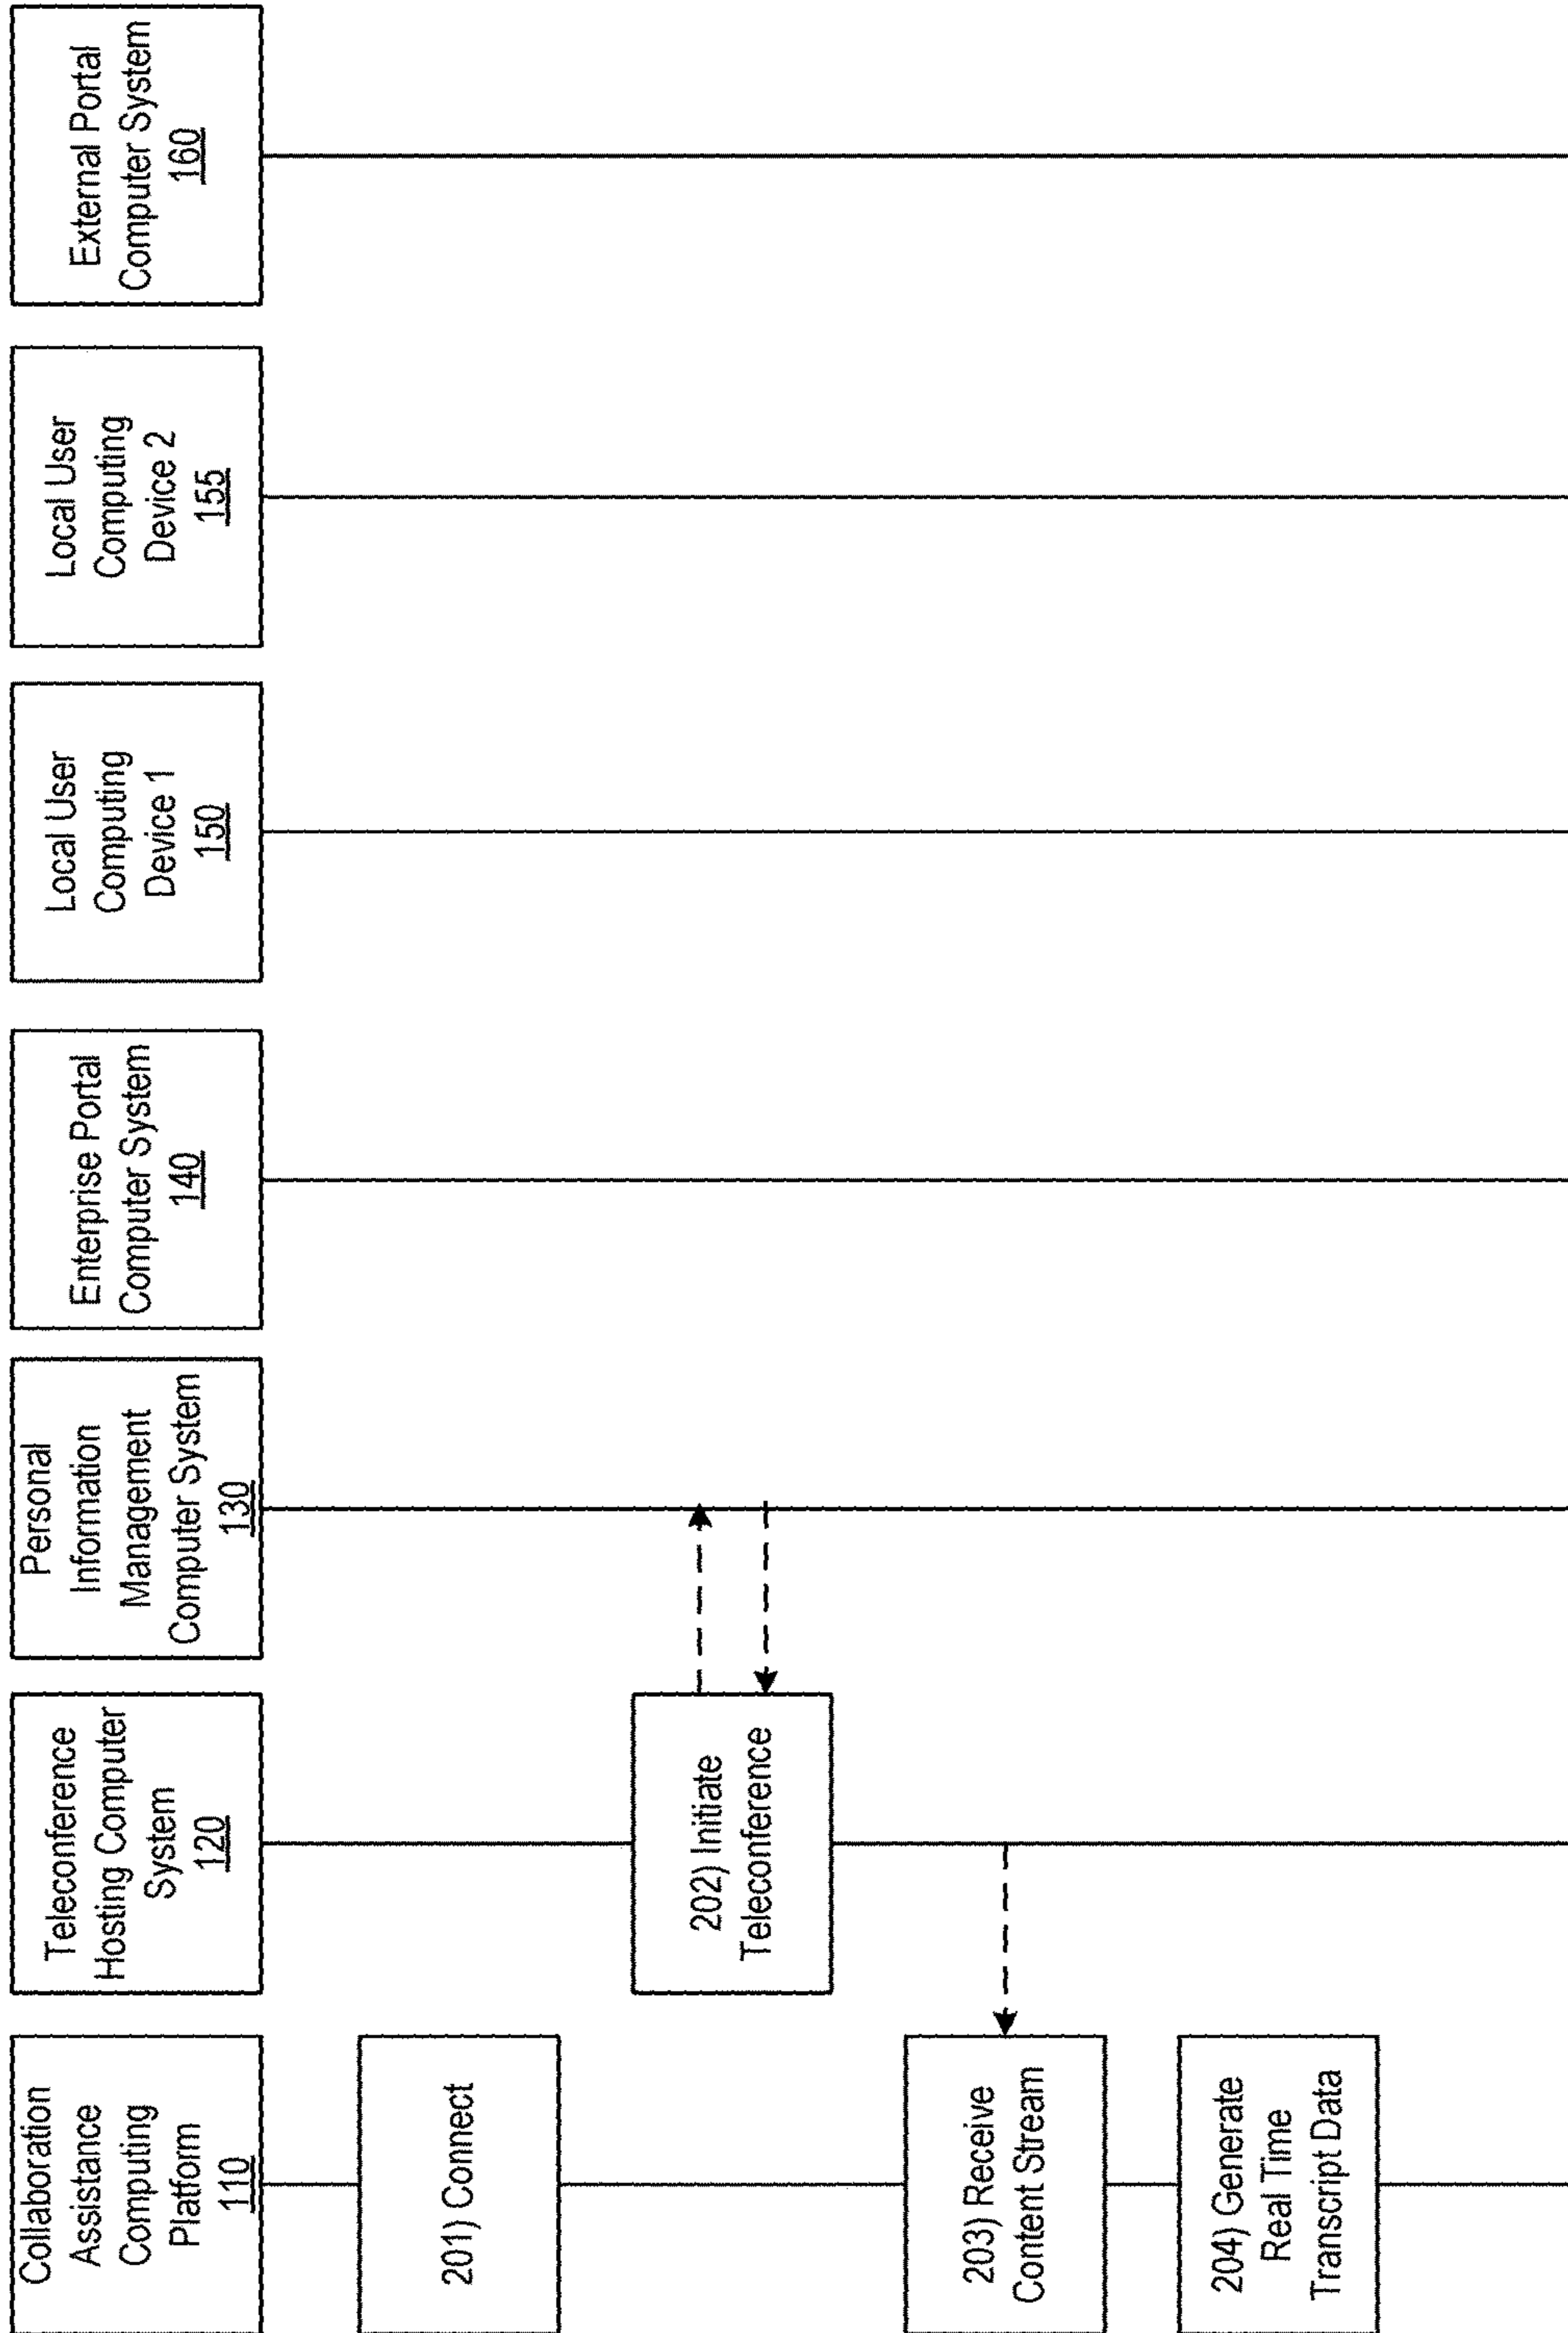 Collaboration
Assistance
Computing
Platform
110
Teleconference
Hosting Computer
System
120
Personal
Information
Management
Computer System
130
Enterprise Portal
Computer System
140
Local User
Computing
Device 1
150
Local User
Computing
Device 2
155
External Portal
Computer System
160
201) Connect
202) Initiate
Teleconference
203) Receive
Content Stream
204) Generate
Real Time
Transcript Data